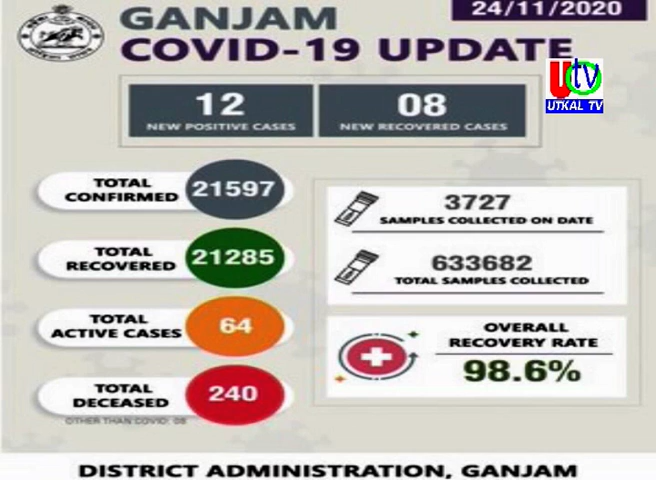 24/11/2020
GANJAM
COVID-19 UPDATE
UTV
UTKAL TV
12
NEW POSITIVE CASES
08
NEW RECOVERED CASES
TOTAL
CONFIRMED
21597
TOTAL
RECOVERED
21285
TOTAL
ACTIVE CASES
64
TOTAL
DECEASED
240
OTHER THAN COVID: 08
3727
SAMPLES COLLECTED ON DATE
633682
TOTAL SAMPLES COLLECTED
OVERALL
RECOVERY RATE
98.6%
DISTRICT ADMINISTRATION, GANJAM